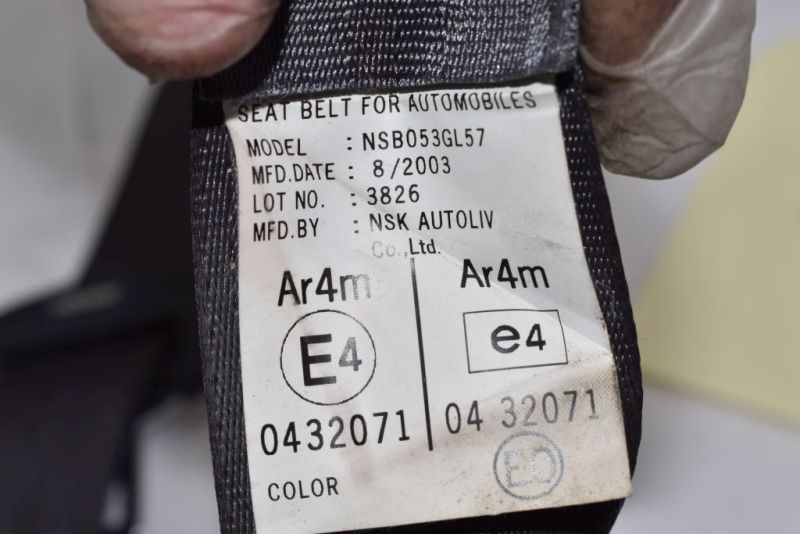 SEAT BELT FOR AUTOMOBILES
MODEL : NSB053GL57
MFD.DATE : 8/2003
LOT NO. : 3826
MFD.BY : NSK AUTOLIV
Co.,Ltd.
Ar4m Ar4m
E4 e4
0432071 04 32071
COLOR